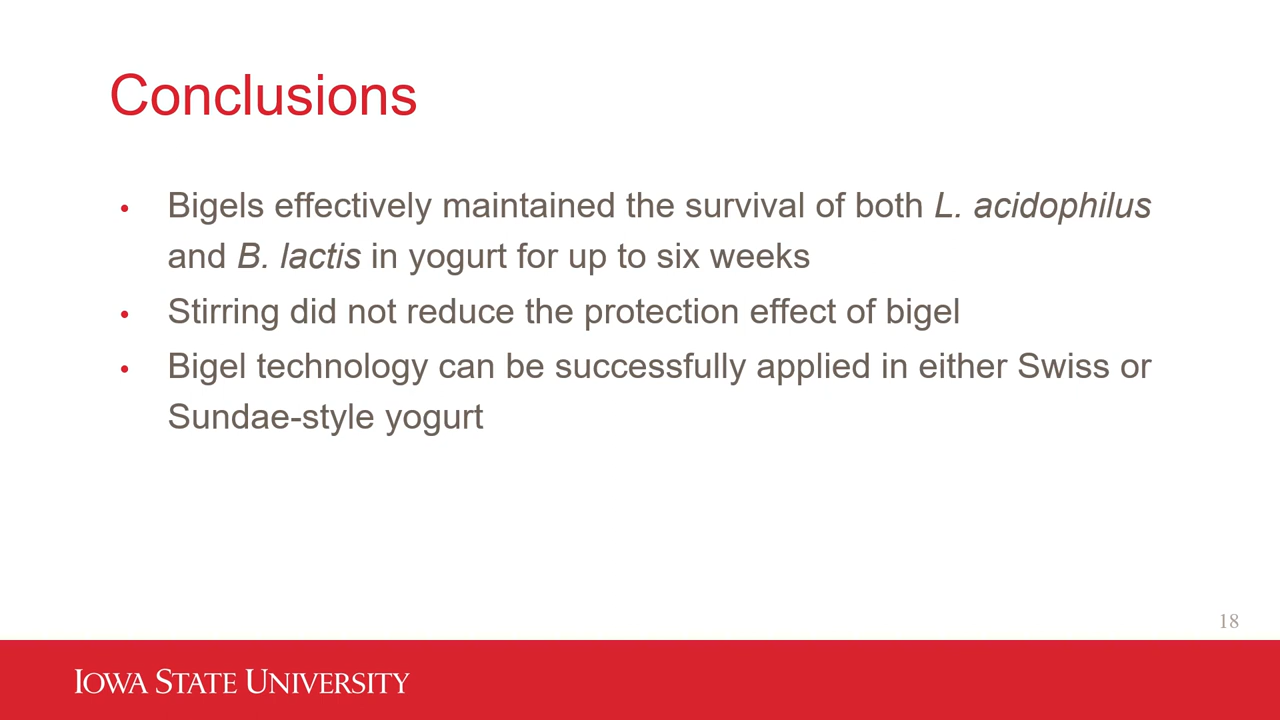 Conclusions
• Bigels effectively maintained the survival of both L. acidophilus
and B. lactis in yogurt for up to six weeks
• Stirring did not reduce the protection effect of bigel
• Bigel technology can be successfully applied in either Swiss or
Sundae-style yogurt
18
IOWA STATE UNIVERSITY